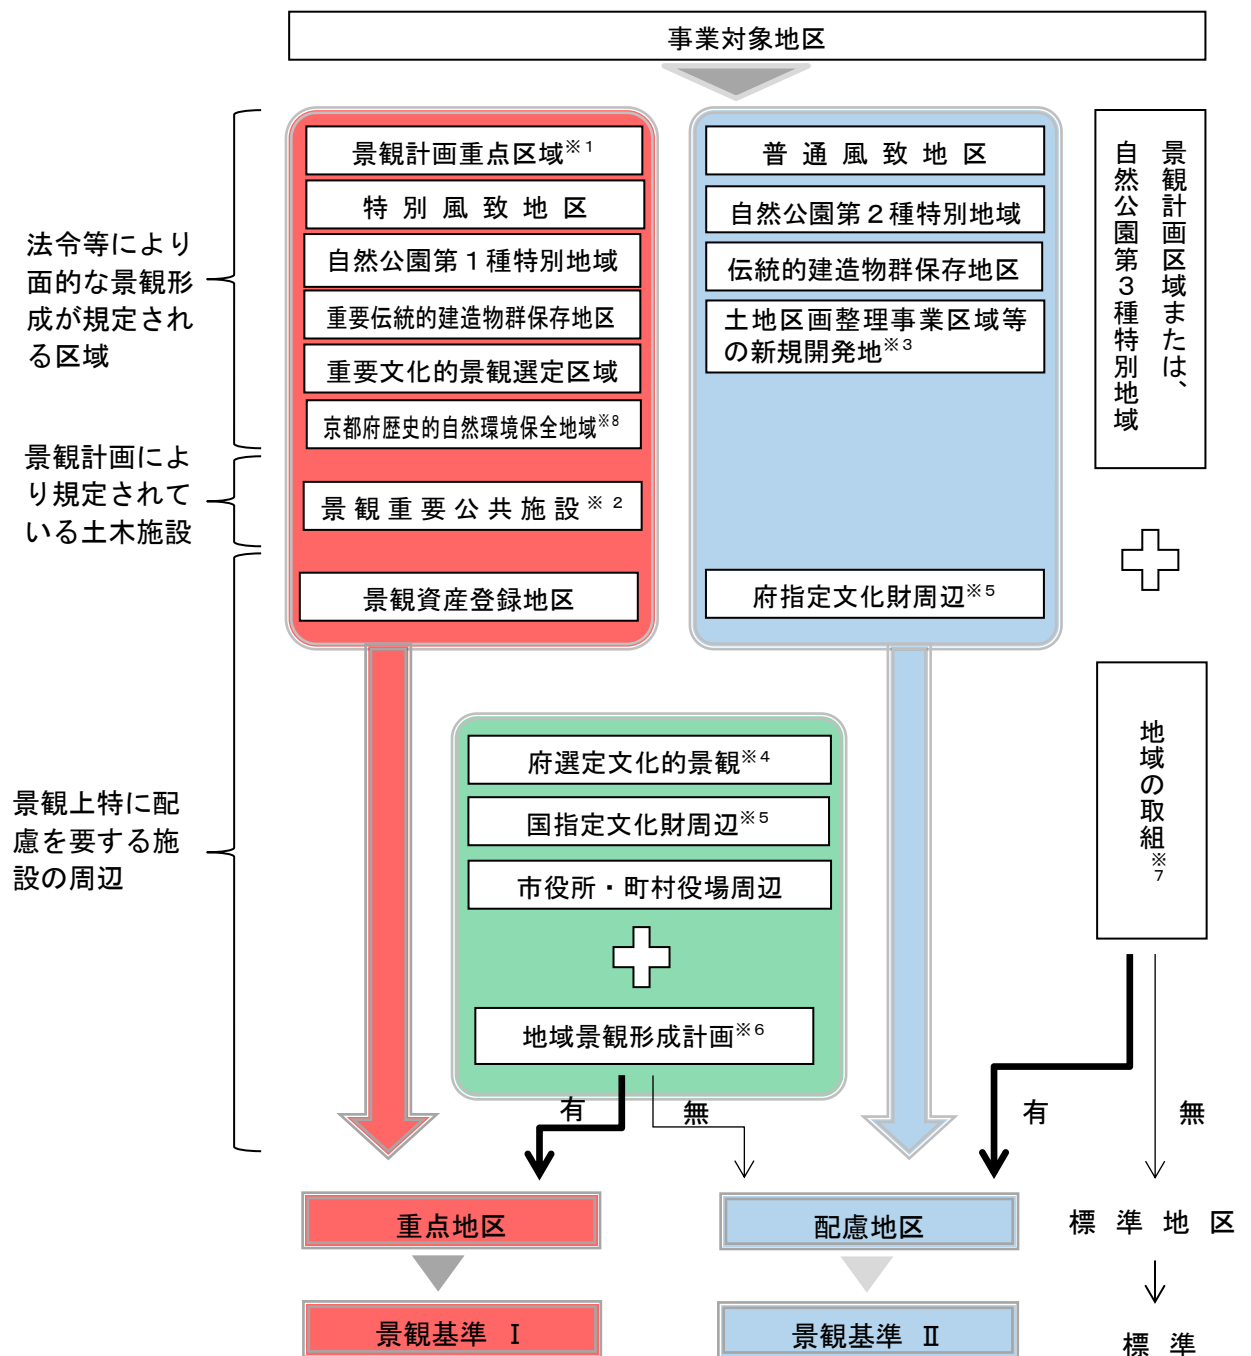 事業対象地区
法令等により
面的な景観形
成が規定され
る区域
景観計画重点区域※1
特別風致地区
自然公園第1種特別地域
重要伝統的建造物群保存地区
重要文化的景観選定区域
京都府歴史的自然環境保全地域※8
普通風致地区
自然公園第2種特別地域
伝統的建造物群保存地区
土地区画整理事業区域等
の新規開発地※3
景観計画区域または、
自然公園第3種特別地域
景観計画によ
り規定されて
いる土木施設
景観重要公共施設※2
景観資産登録地区
府指定文化財周辺※5
景観上特に配
慮を要する施
設の周辺
府選定文化的景観※4
国指定文化財周辺※5
市役所・町村役場周辺
地域景観形成計画※6
地域の取組※7
有
無
有
無
重点地区
配慮地区
標準地区
景観基準 Ⅰ
景観基準 Ⅱ
標準